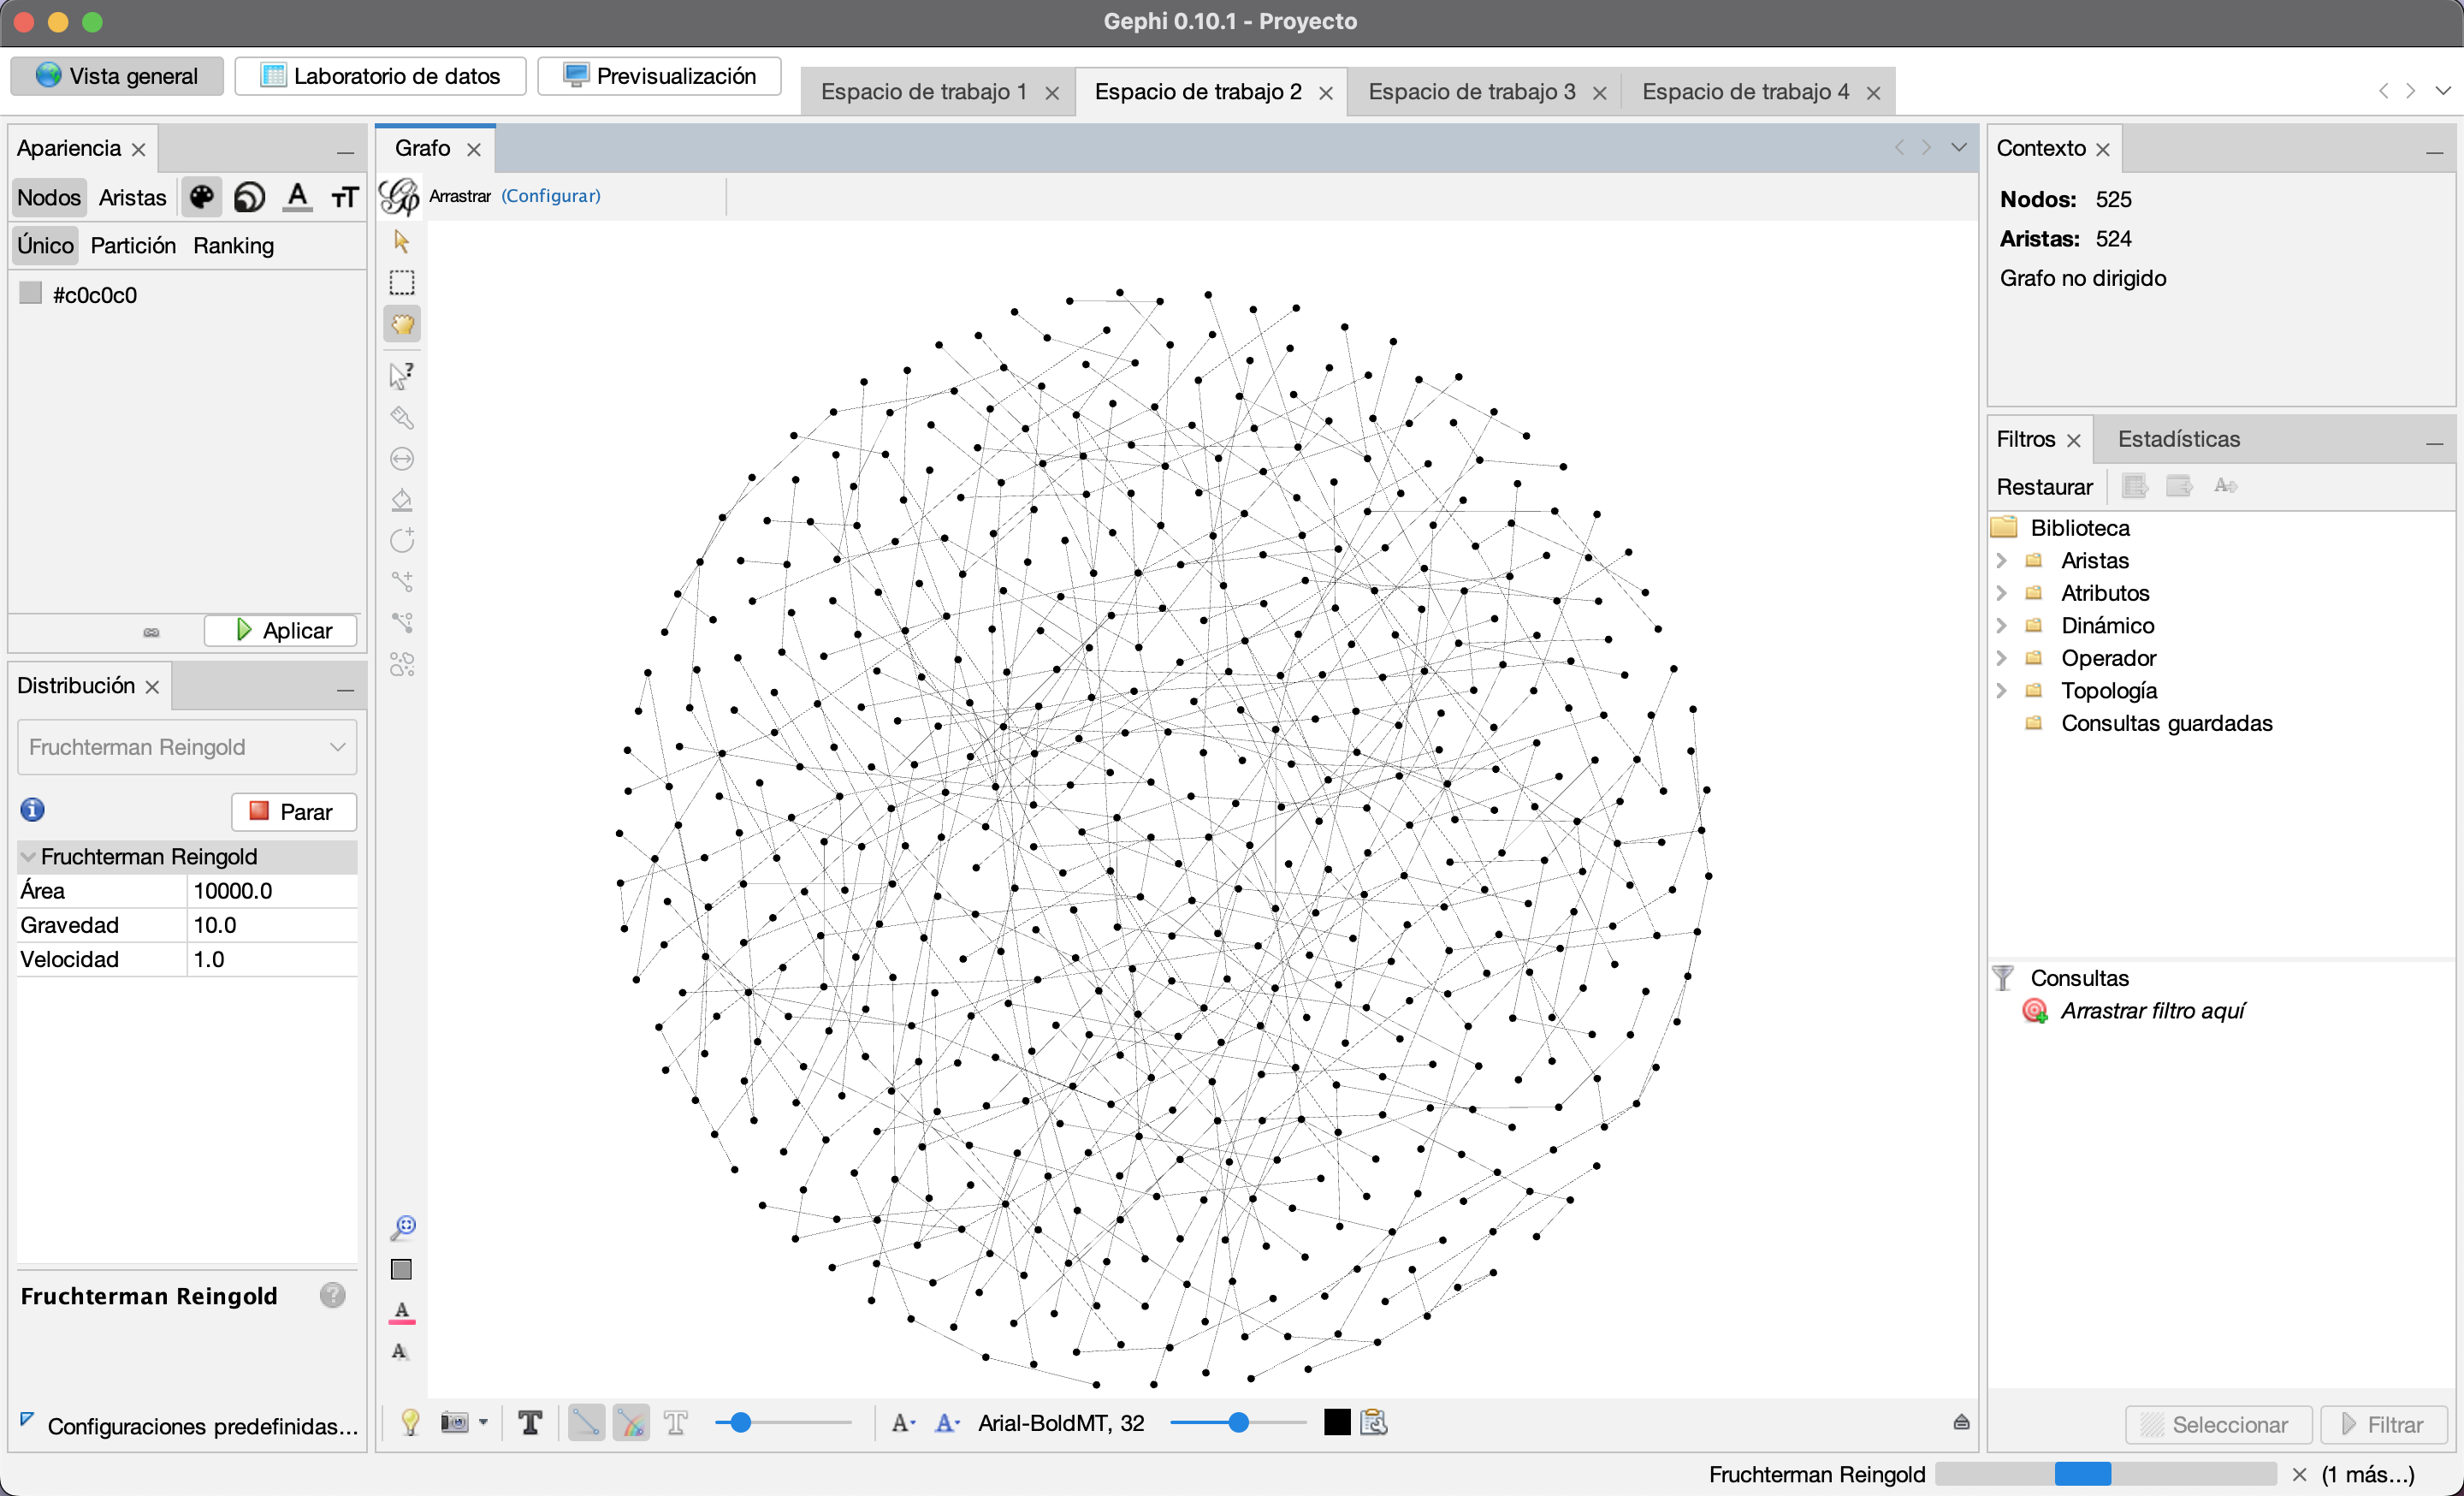 Gephi 0.10.1 - Proyecto
Vista general
Laboratorio de datos
Previsualización
Espacio de trabajo 1
Espacio de trabajo 2
Espacio de trabajo 3
Espacio de trabajo 4
Apariencia
Nodos
Aristas
Único
Partición
Ranking
#c0c0c0
Aplicar
Distribución
Fruchterman Reingold
Parar
Fruchterman Reingold
Área 10000.0
Gravedad 10.0
Velocidad 1.0
Fruchterman Reingold
Configuraciones predefinidas...
Grafo
Arrastrar (Configurar)
Arial-BoldMT, 32
Contexto
Nodos: 525
Aristas: 524
Grafo no dirigido
Filtros
Estadísticas
Restaurar
Biblioteca
Aristas
Atributos
Dinámico
Operador
Topología
Consultas guardadas
Consultas
Arrastrar filtro aquí
Seleccionar
Filtrar
Fruchterman Reingold
(1 más...)